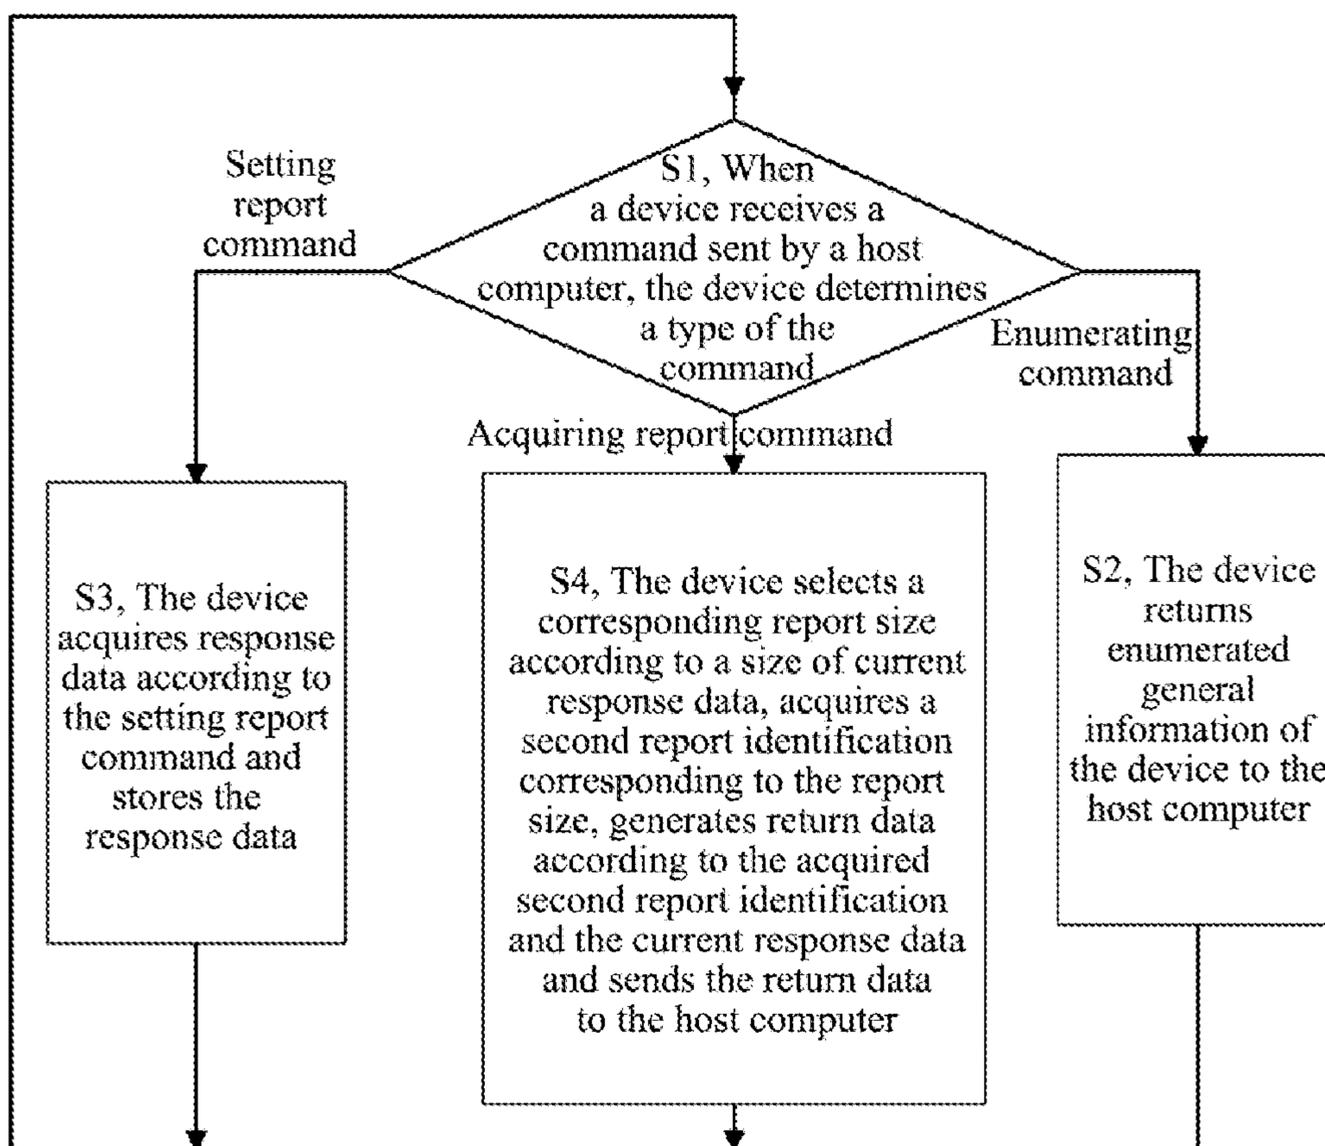 S1, When
a device receives a
command sent by a host
computer, the device determines
a type of the
command
Setting
report
command
Acquiring report command
Enumerating
command
S3, The device
acquires response
data according to
the setting report
command and
stores the
response data
S4, The device selects a
corresponding report size
according to a size of current
response data, acquires a
second report identification
corresponding to the report
size, generates return data
according to the acquired
second report identification
and the current response data
and sends the return data
to the host computer
S2, The device
returns
enumerated
general
information of
the device to the
host computer